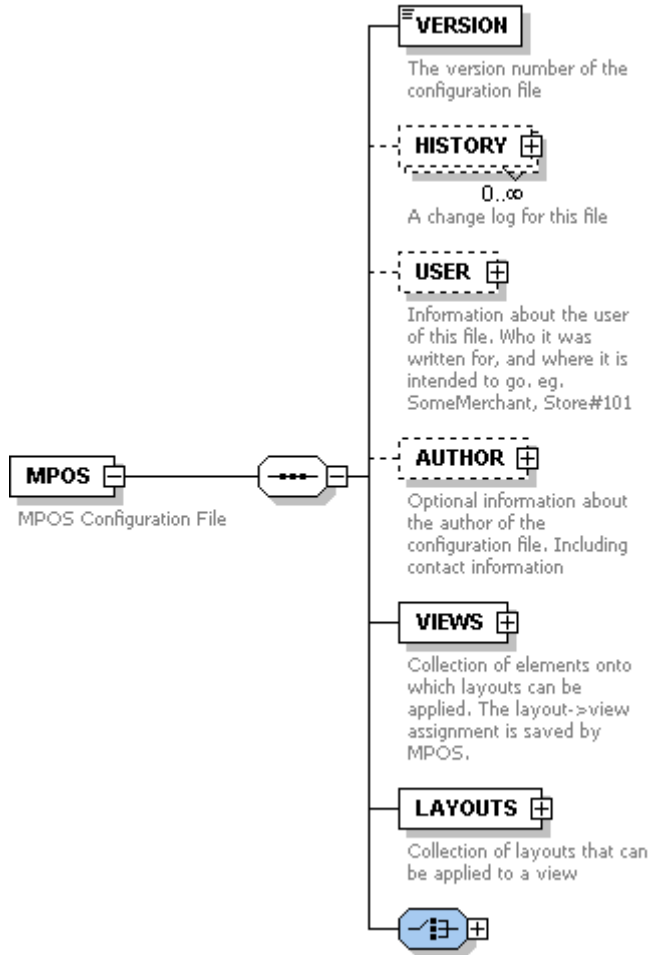 VERSION
The version number of the
configuration file
HISTORY
0..∞
A change log for this file
USER
Information about the user
of this file. Who it was
written for, and where it is
intended to go. eg.
SomeMerchant, Store#101
MPOS
MPOS Configuration File
AUTHOR
Optional information about
the author of the
configuration file. Including
contact information
VIEWS
Collection of elements onto
which layouts can be
applied. The layout->view
assignment is saved by
MPOS.
LAYOUTS
Collection of layouts that can
be applied to a view